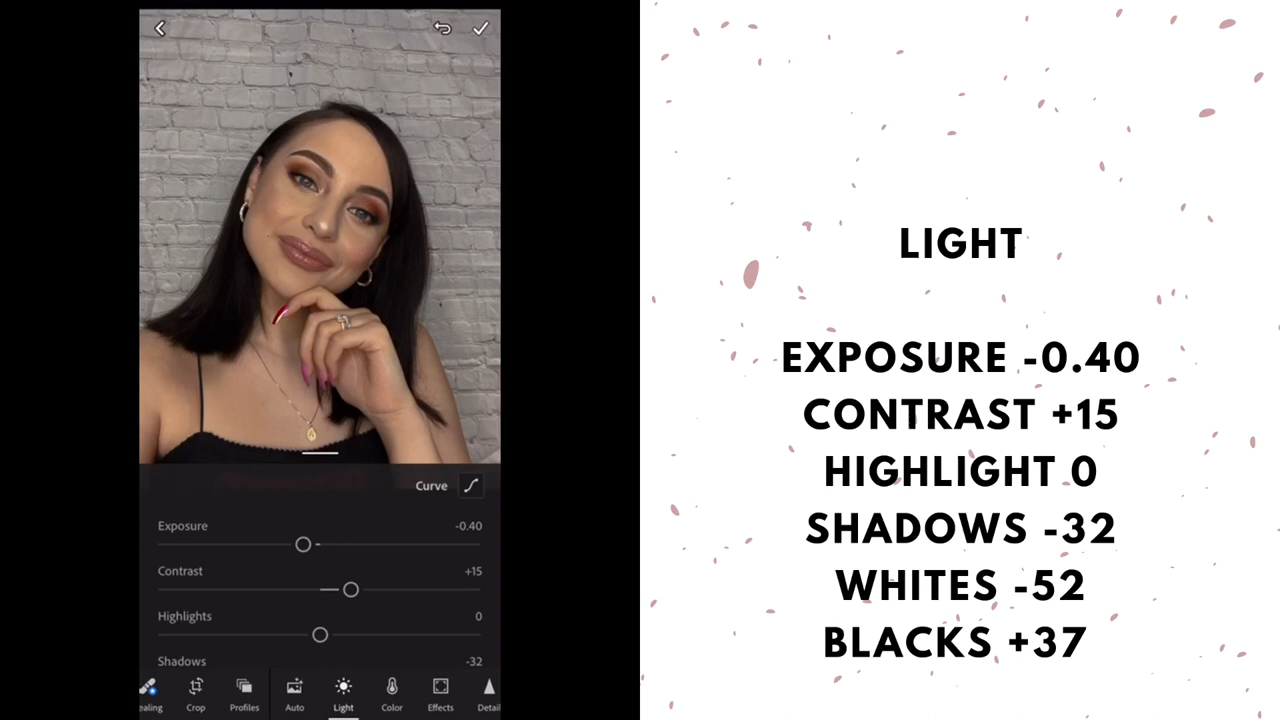 Curve
Exposure -0.40
Contrast +15
Highlights 0
Shadows -32
ealing Crop Profiles Auto Light Color Effects Detail
LIGHT
EXPOSURE -0.40
CONTRAST +15
HIGHLIGHT 0
SHADOWS -32
WHITES -52
BLACKS +37